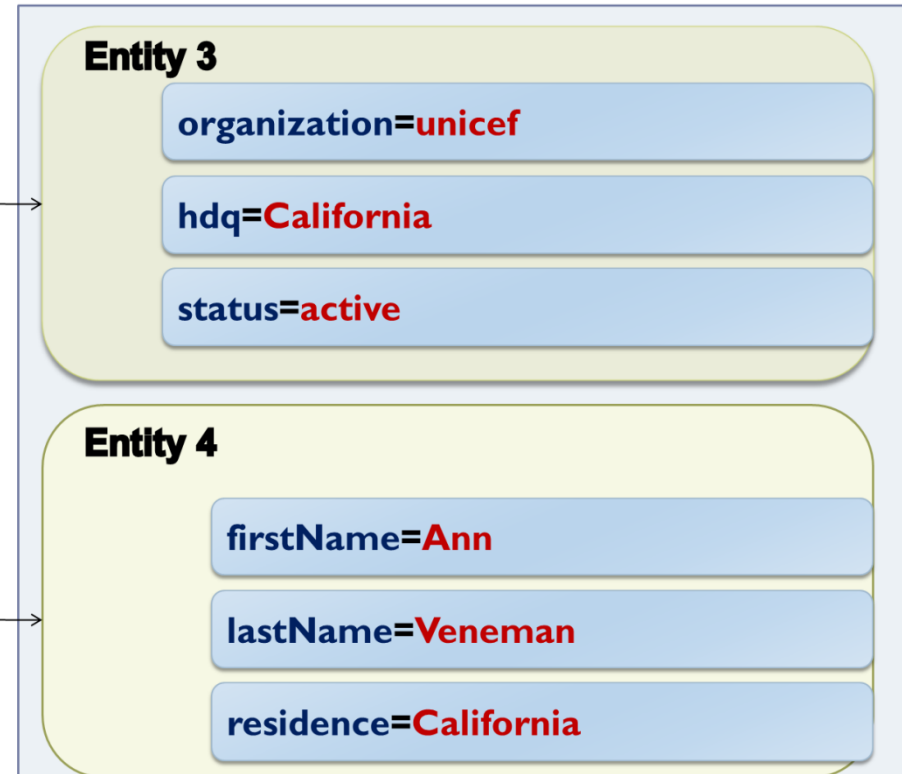 Entity 3
organization=unicef
hdq=California
status=active
Entity 4
firstName=Ann
lastName=Veneman
residence=California